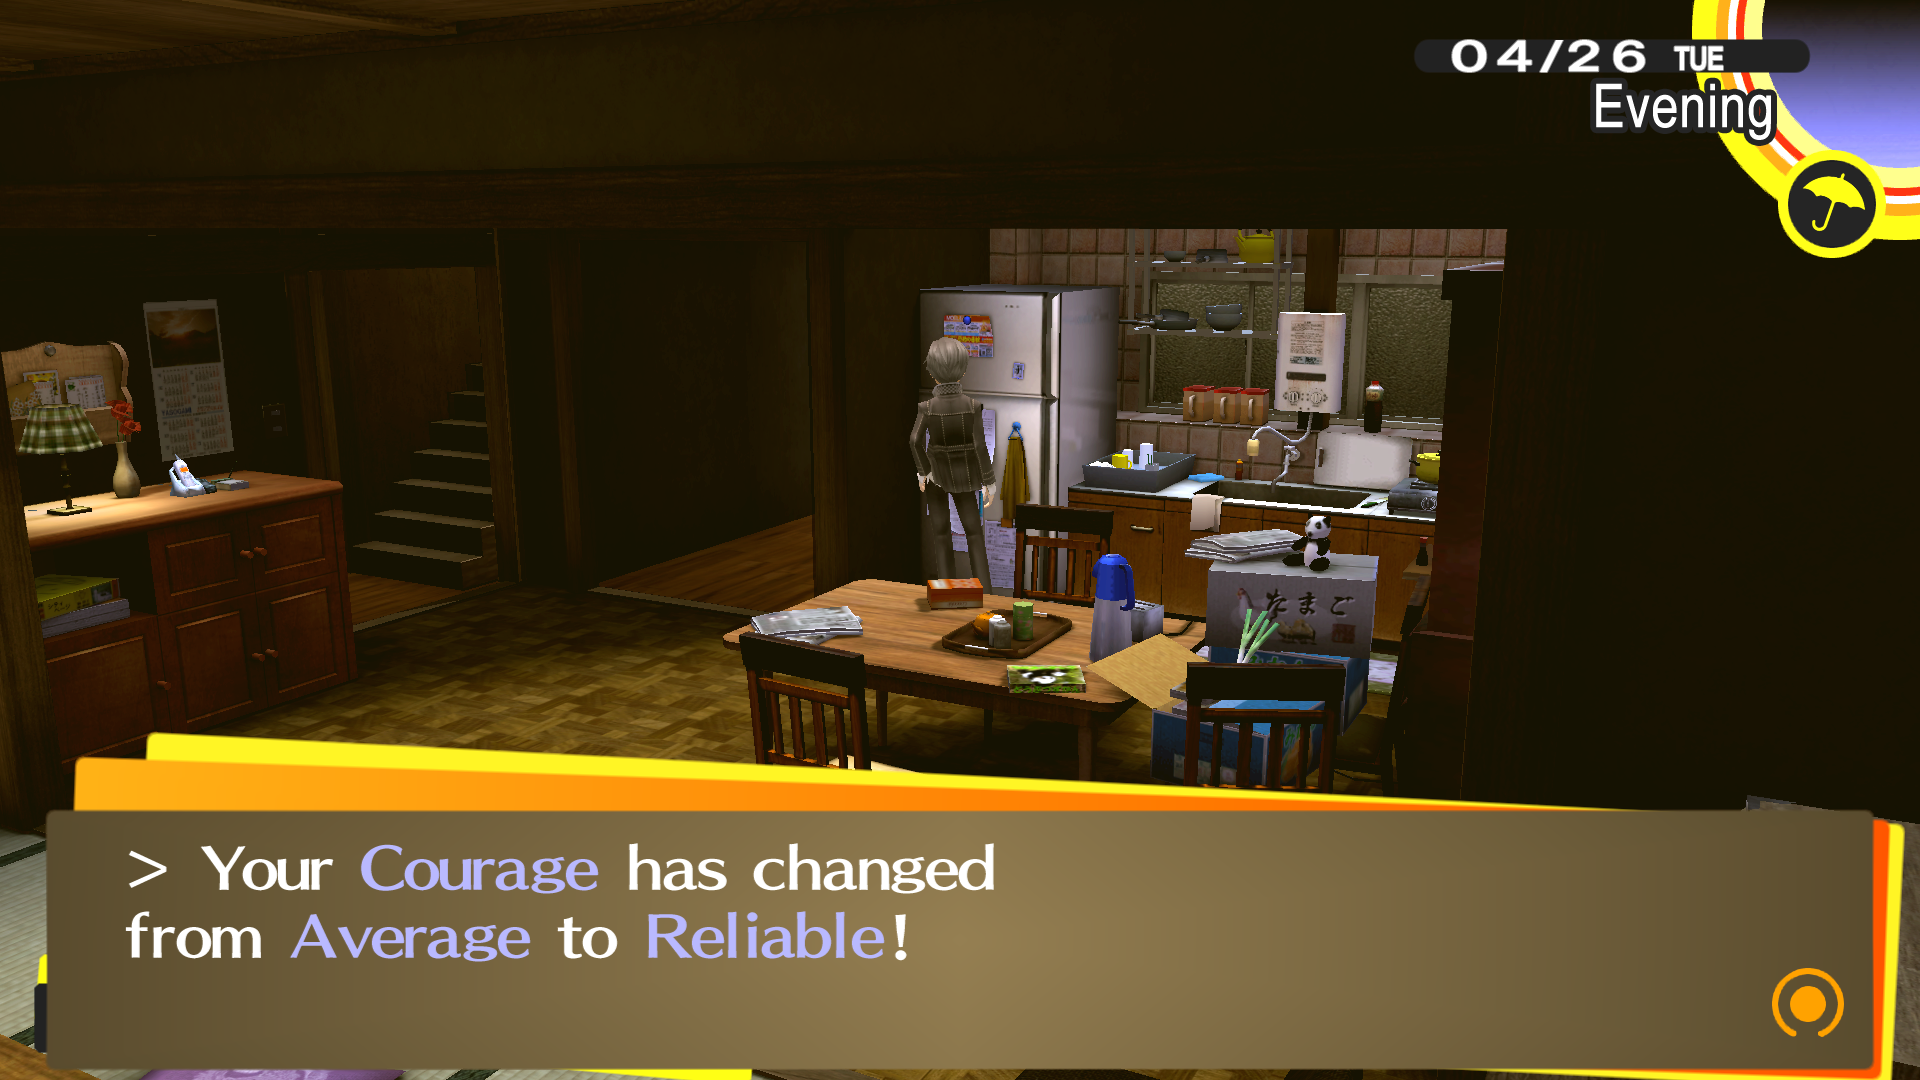 04/26 TUE
Evening
たまご
> Your Courage has changed
from Average to Reliable!